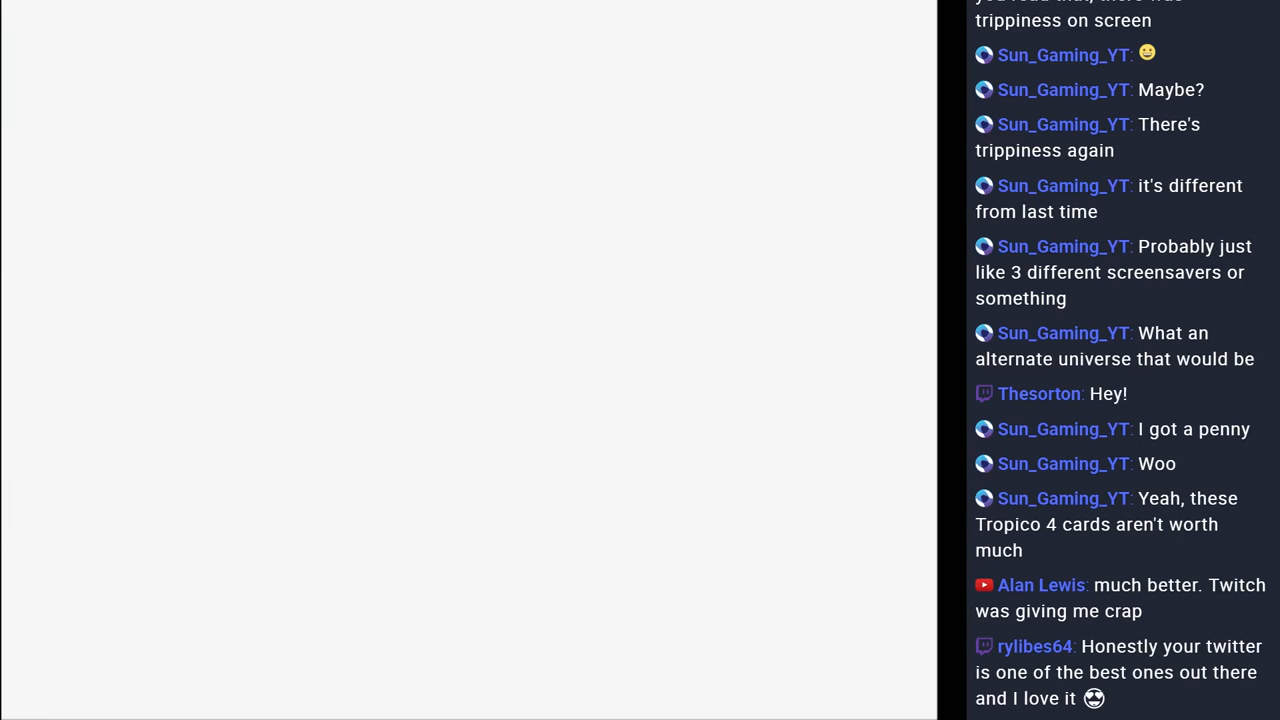 trippiness on screen
Sun_Gaming_YT: 😀
Sun_Gaming_YT: Maybe?
Sun_Gaming_YT: There's
trippiness again
Sun_Gaming_YT: it's different
from last time
Sun_Gaming_YT: Probably just
like 3 different screensavers or
something
Sun_Gaming_YT: What an
alternate universe that would be
Thesorton: Hey!
Sun_Gaming_YT: I got a penny
Sun_Gaming_YT: Woo
Sun_Gaming_YT: Yeah, these
Tropico 4 cards aren't worth
much
Alan Lewis: much better. Twitch
was giving me crap
rylibes64: Honestly your twitter
is one of the best ones out there
and I love it 😍